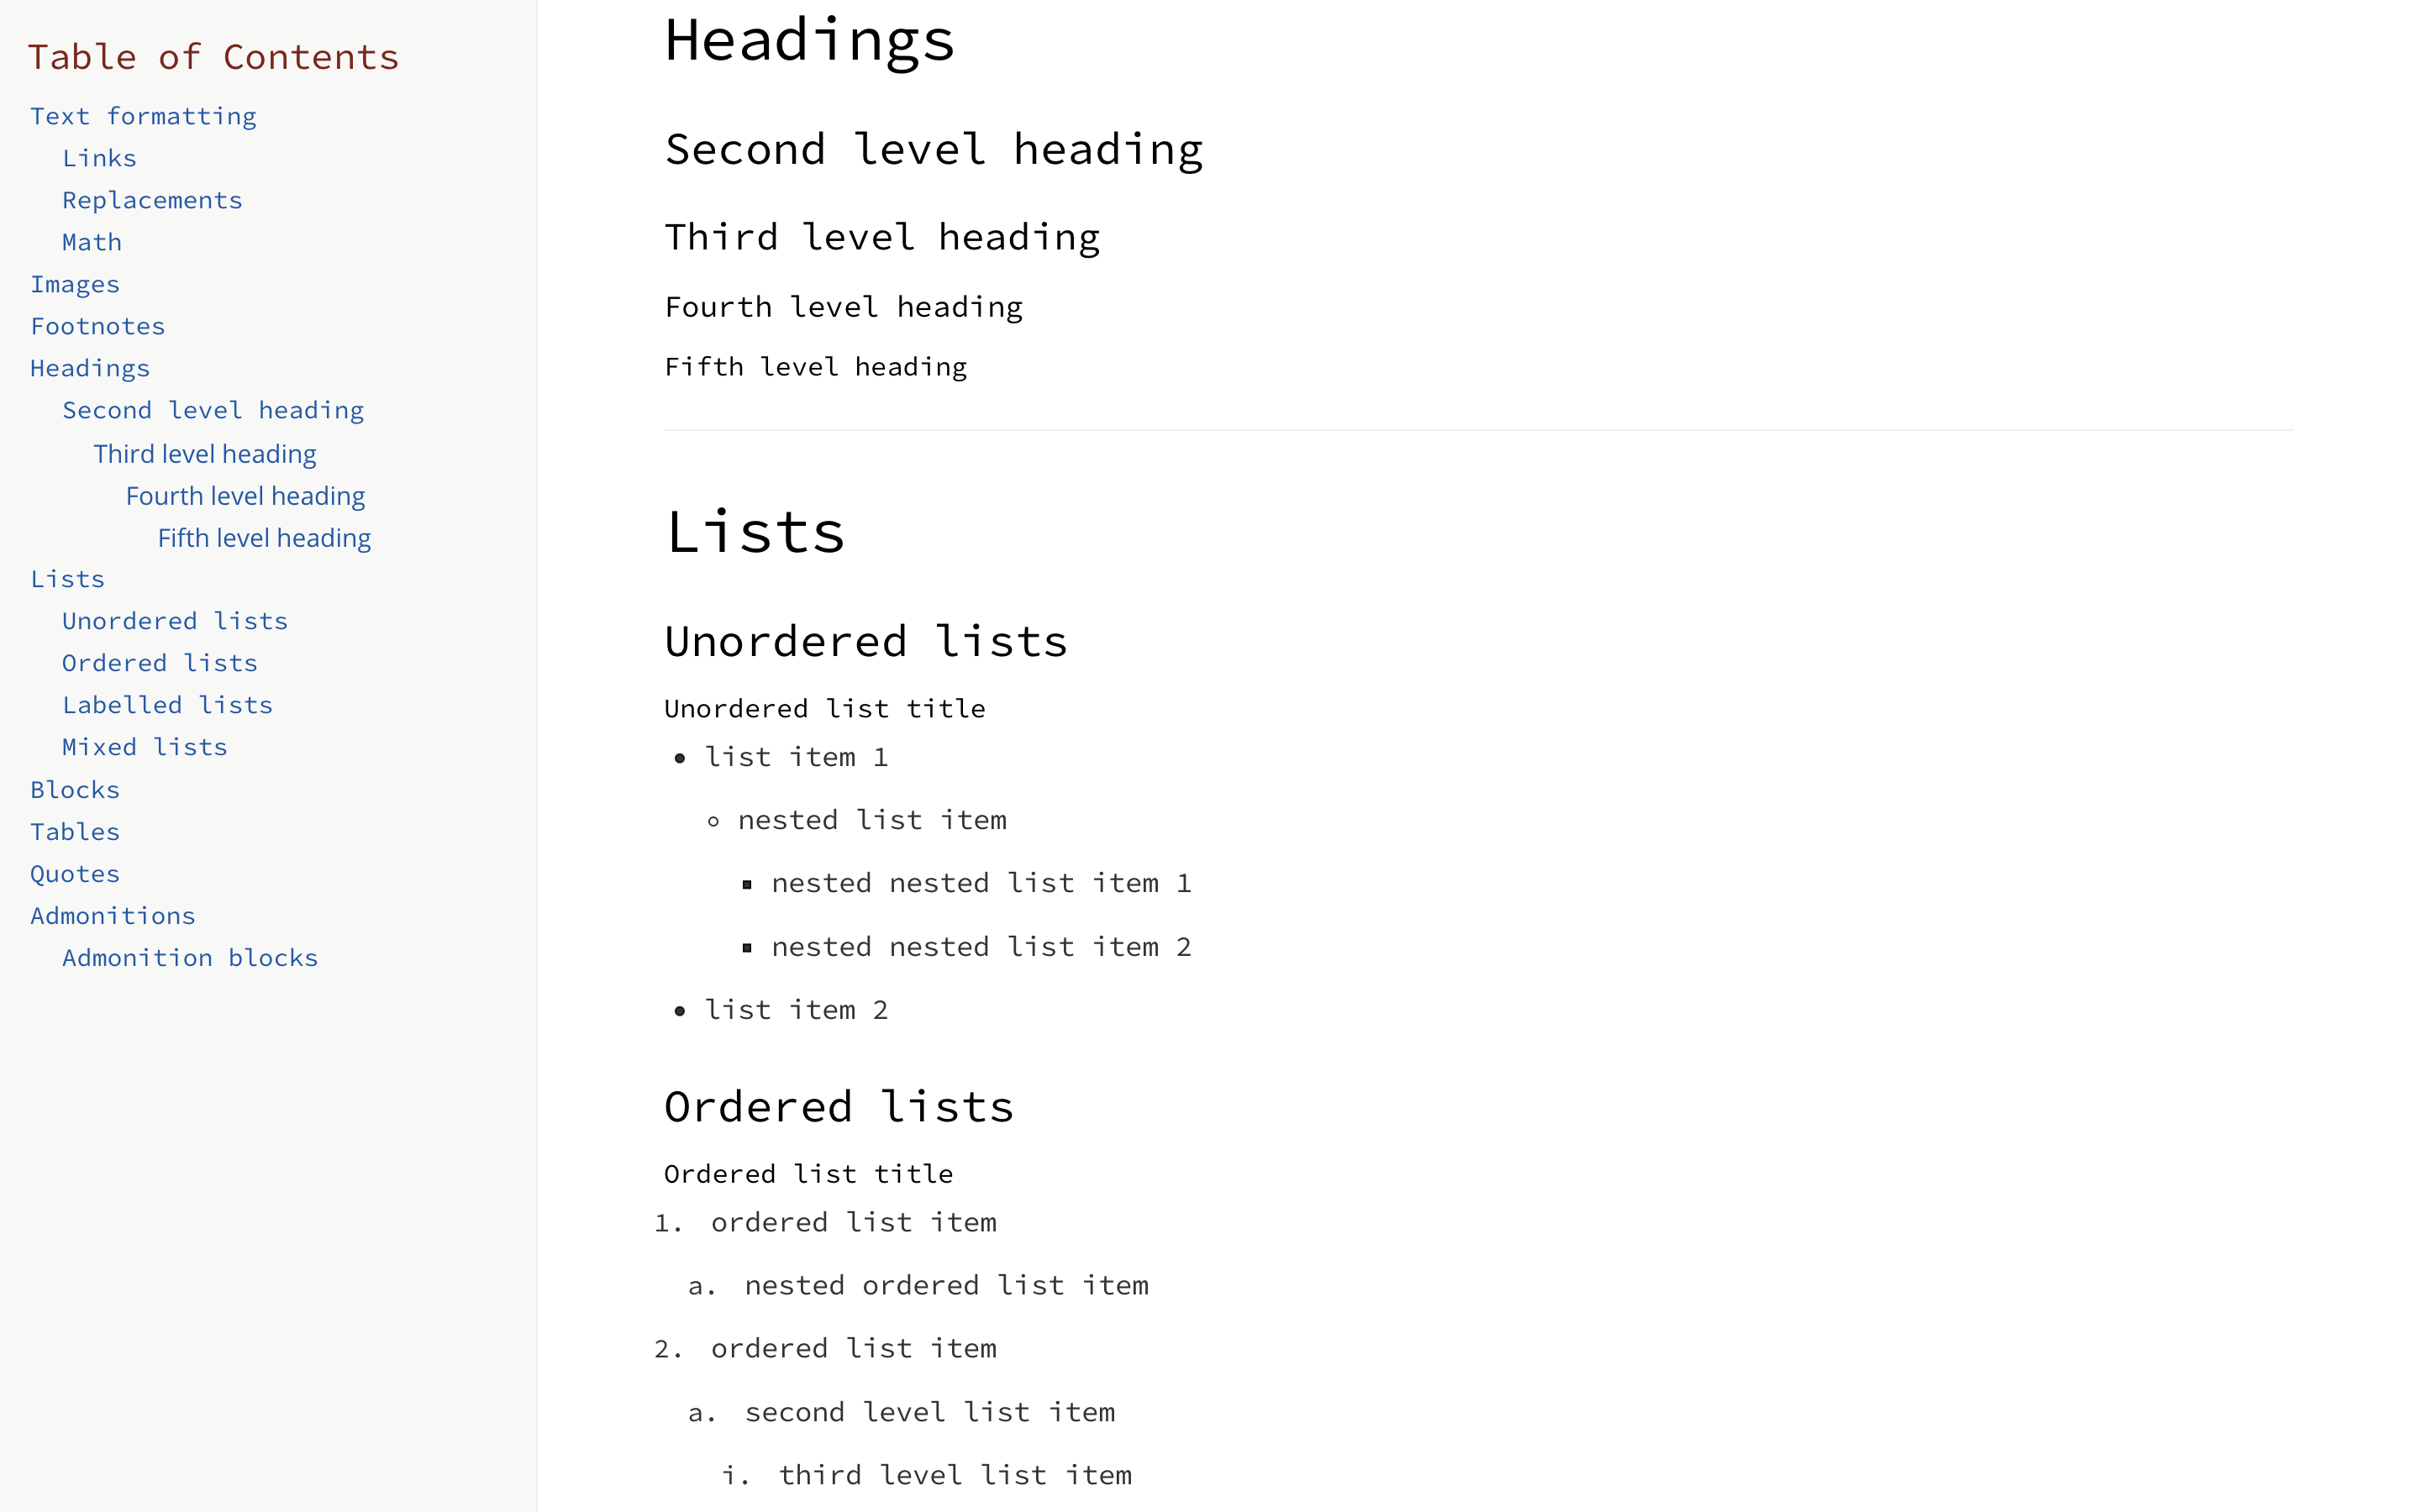 Table of Contents
Text formatting
Links
Replacements
Math
Images
Footnotes
Headings
Second level heading
Third level heading
Fourth level heading
Fifth level heading
Lists
Unordered lists
Ordered lists
Labelled lists
Mixed lists
Blocks
Tables
Quotes
Admonitions
Admonition blocks
Headings
Second level heading
Third level heading
Fourth level heading
Fifth level heading
Lists
Unordered lists
Unordered list title
• list item 1
◦ nested list item
▪ nested nested list item 1
▪ nested nested list item 2
• list item 2
Ordered lists
Ordered list title
1. ordered list item
a. nested ordered list item
2. ordered list item
a. second level list item
i. third level list item